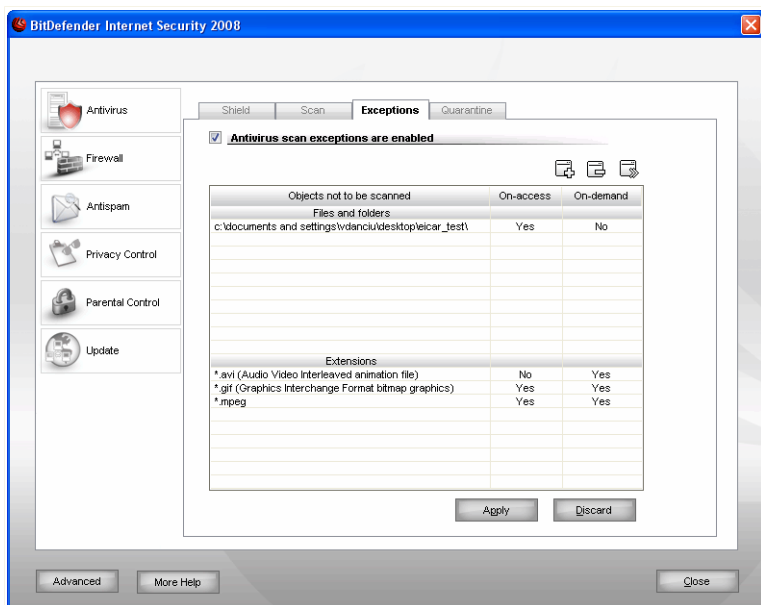 BitDefender Internet Security 2008
Antivirus
Firewall
Antispam
Privacy Control
Parental Control
Update
Shield Scan Exceptions Quarantine
Antivirus scan exceptions are enabled
Objects not to be scanned On-access On-demand
Files and folders
c:\documents and settings\vdanciu\desktop\eicar_test\ Yes No
Extensions
*.avi (Audio Video Interleaved animation file) No Yes
*.gif (Graphics Interchange Format bitmap graphics) Yes Yes
*.mpeg Yes Yes
Apply Discard
Advanced More Help Close